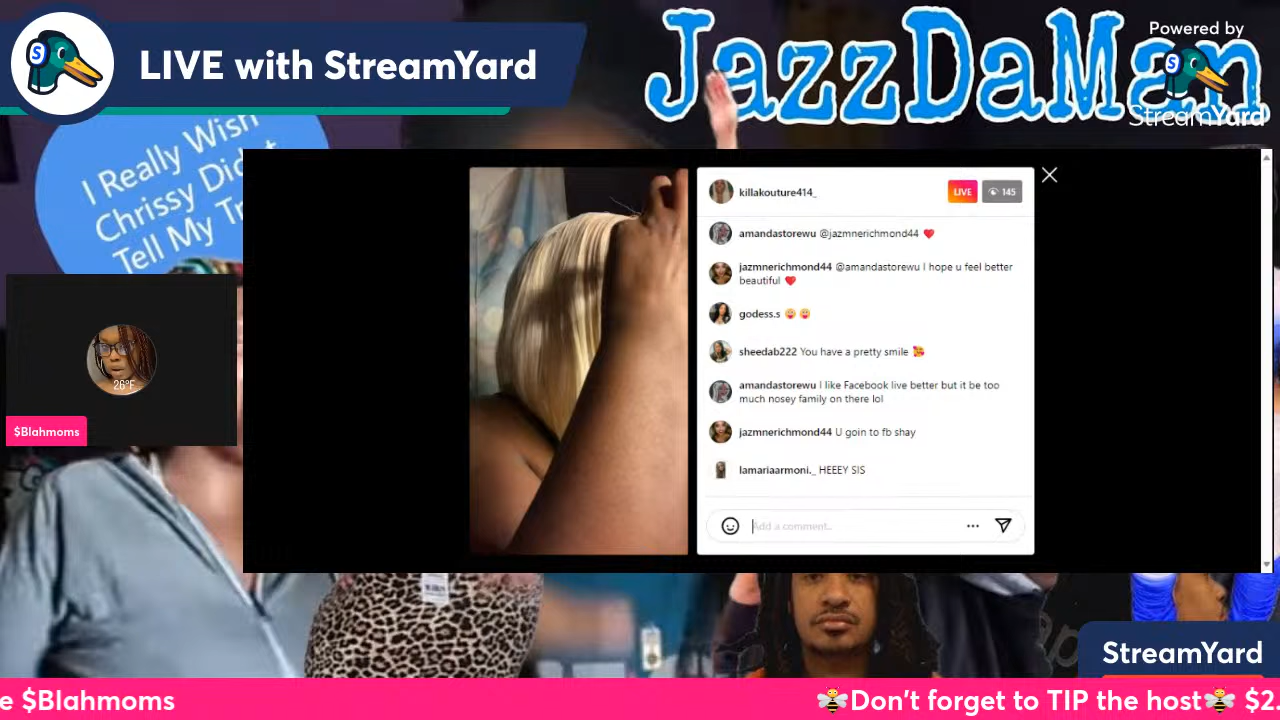 LIVE with StreamYard
JazzDaMan
Powered by
StreamYard
I Really Wish
Chrissy
Tell My
killakouture414_
LIVE
145
amandastorewu @jazmnerichmond44 ❤️
jazmnerichmond44 @amandastorewu I hope u feel better
beautiful ❤️
godess.s 🤪 🤪
sheedab222 You have a pretty smile 🥰
amandastorewu I like Facebook live better but it be too
much nosey family on there lol
jazmnerichmond44 U goin to fb shay
lamariaarmoni._ HEEEY SIS
Add a comment..
26°F
$Blahmoms
StreamYard
e $Blahmoms
🐝Don't forget to TIP the host🐝 $2.